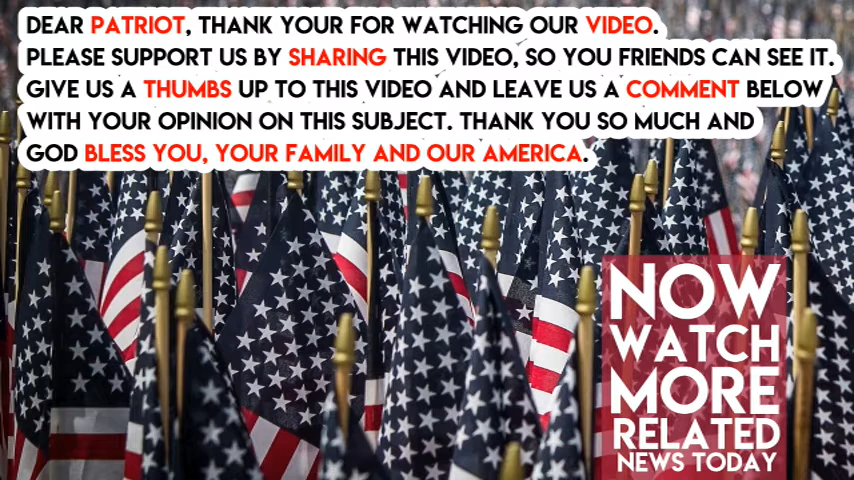 DEAR PATRIOT, THANK YOUR FOR WATCHING OUR VIDEO.
PLEASE SUPPORT US BY SHARING THIS VIDEO, SO YOU FRIENDS CAN SEE IT.
GIVE US A THUMBS UP TO THIS VIDEO AND LEAVE US A COMMENT BELOW
WITH YOUR OPINION ON THIS SUBJECT. THANK YOU SO MUCH AND
GOD BLESS YOU, YOUR FAMILY AND OUR AMERICA.
NOW
WATCH
MORE
RELATED
NEWS TODAY